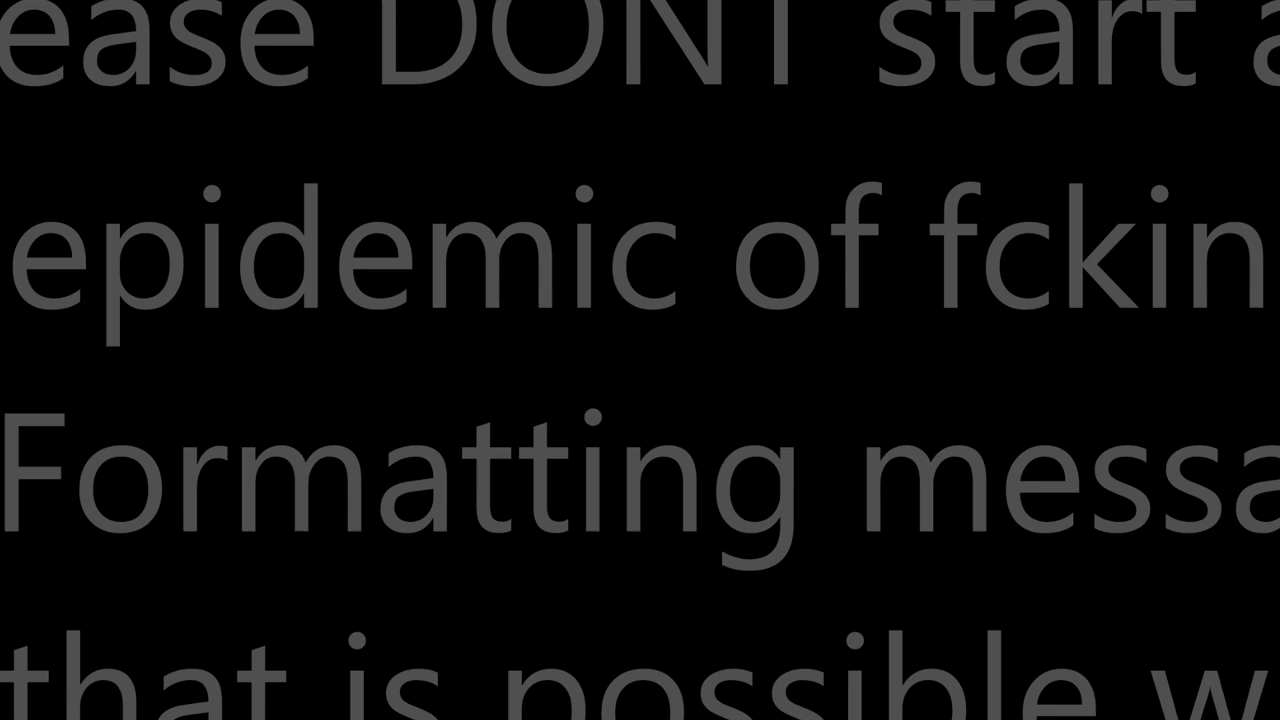 ease DONT start a
epidemic of fckin
Formatting messa
that is possible w